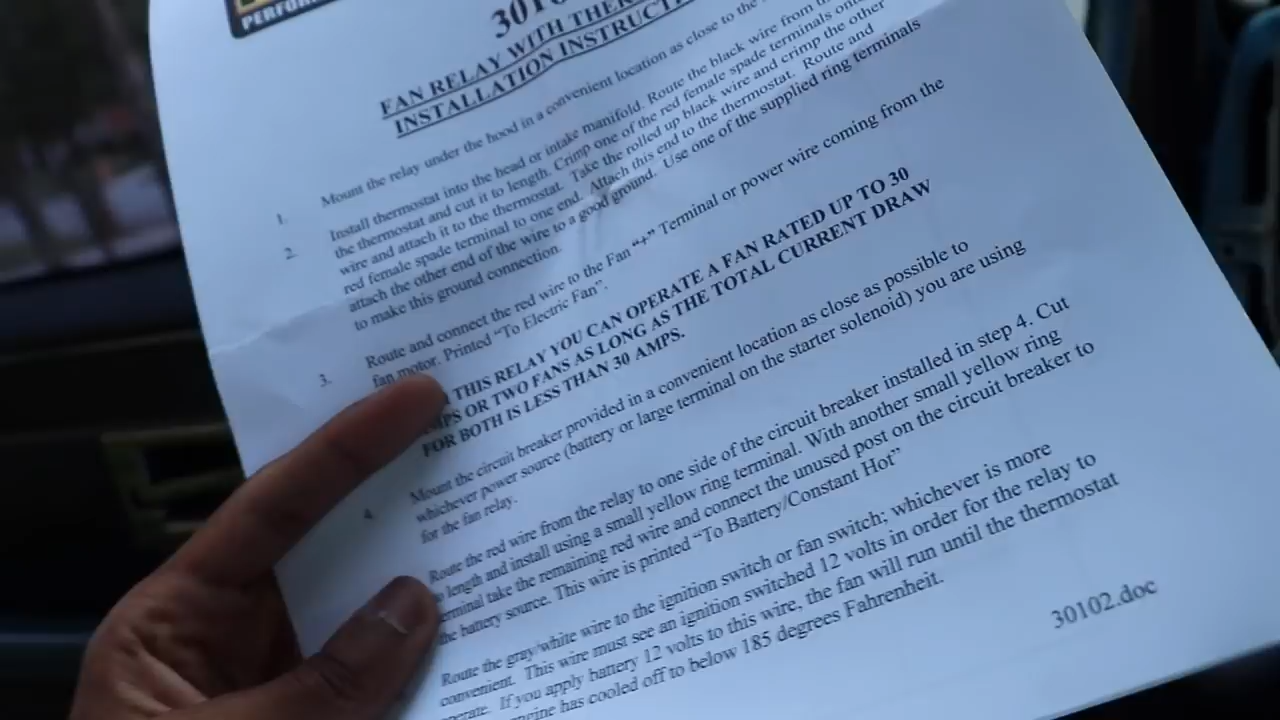 PERFOR
3010
FAN RELAY WITH THER
INSTALLATION INSTRUCTI
1. Mount the relay under the hood in a convenient location as close to the
2. Install thermostat into the head or intake manifold. Route the black wire from
the thermostat and cut it to length. Crimp one of the red female spade terminals
wire and attach it to the thermostat. Take the rolled up black wire and crimp the other
red female spade terminal to one end. Attach this end to the thermostat. Route and
attach the other end of the wire to a good ground. Use one of the supplied ring terminals
to make this ground connection.
3. Route and connect the red wire to the Fan “+” Terminal or power wire coming from the
fan motor. Printed “To Electric Fan”.
THIS RELAY YOU CAN OPERATE A FAN RATED UP TO 30
PS OR TWO FANS AS LONG AS THE TOTAL CURRENT DRAW
FOR BOTH IS LESS THAN 30 AMPS.
4. Mount the circuit breaker provided in a convenient location as close as possible to
whichever power source (battery or large terminal on the starter solenoid) you are using
for the fan relay.
Route the red wire from the relay to one side of the circuit breaker installed in step 4. Cut
length and install using a small yellow ring terminal. With another small yellow ring
erminal take the remaining red wire and connect the unused post on the circuit breaker to
the battery source. This wire is printed “To Battery/Constant Hot”
Route the gray/white wire to the ignition switch or fan switch; whichever is more
convenient. This wire must see an ignition switched 12 volts in order for the relay to
perate. If you apply battery 12 volts to this wire, the fan will run until the thermostat
ngine has cooled off to below 185 degrees Fahrenheit.
30102.doc